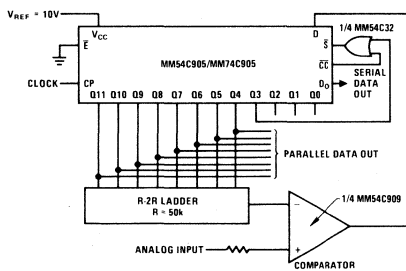 V_REF = 10V
V_CC
D
1/4 MM54C32
E̅
S̅
MM54C905/MM74C905
C̅C̅
CLOCK
CP
D_O
SERIAL
DATA
OUT
Q11 Q10 Q9 Q8 Q7 Q6 Q5 Q4 Q3 Q2 Q1 Q0
PARALLEL DATA OUT
R-2R LADDER
R = 50k
1/4 MM54C909
−
+
ANALOG INPUT
COMPARATOR